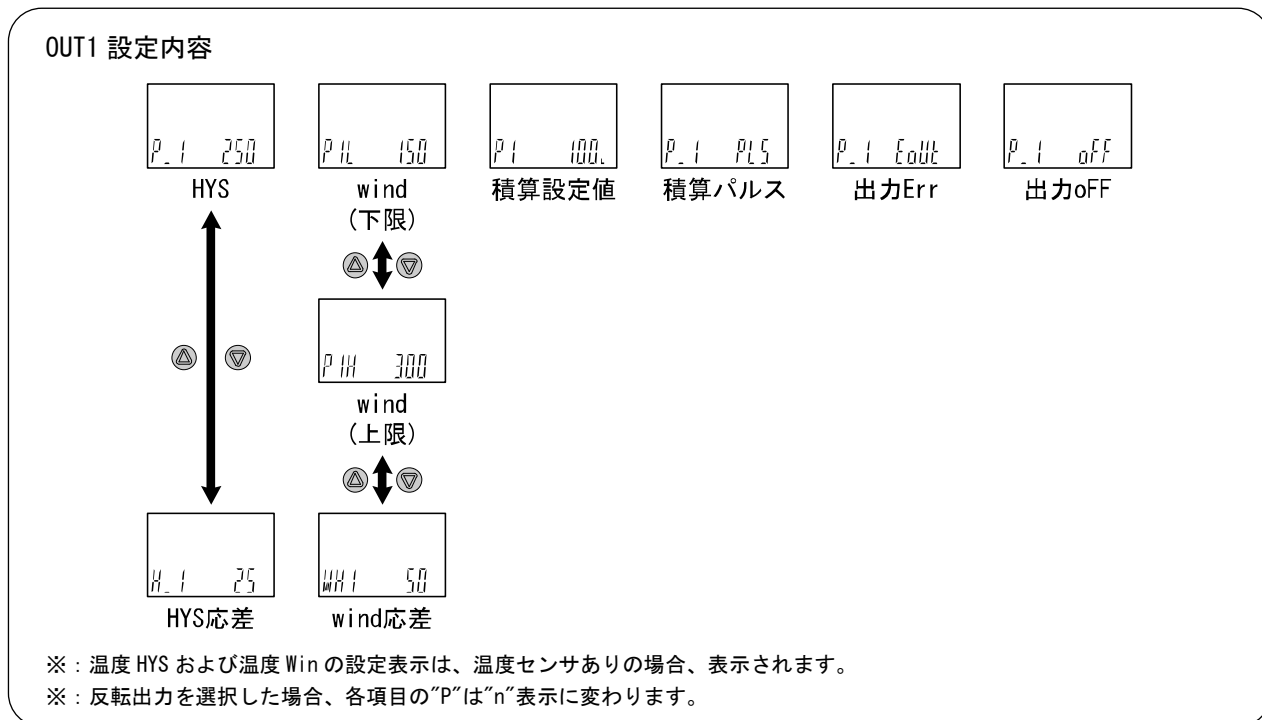 OUT1 設定内容
P_1 250
P1L 150
P1 100.
P_1 PLS
P_1 EoUt
P_1 oFF
HYS
wind
(下限)
積算設定値
積算パルス
出力Err
出力oFF
P1H 300
wind
(上限)
H_1 25
WH1 50
HYS応差
wind応差
※：温度 HYS および温度 Win の設定表示は、温度センサありの場合、表示されます。
※：反転出力を選択した場合、各項目の"P"は"n"表示に変わります。